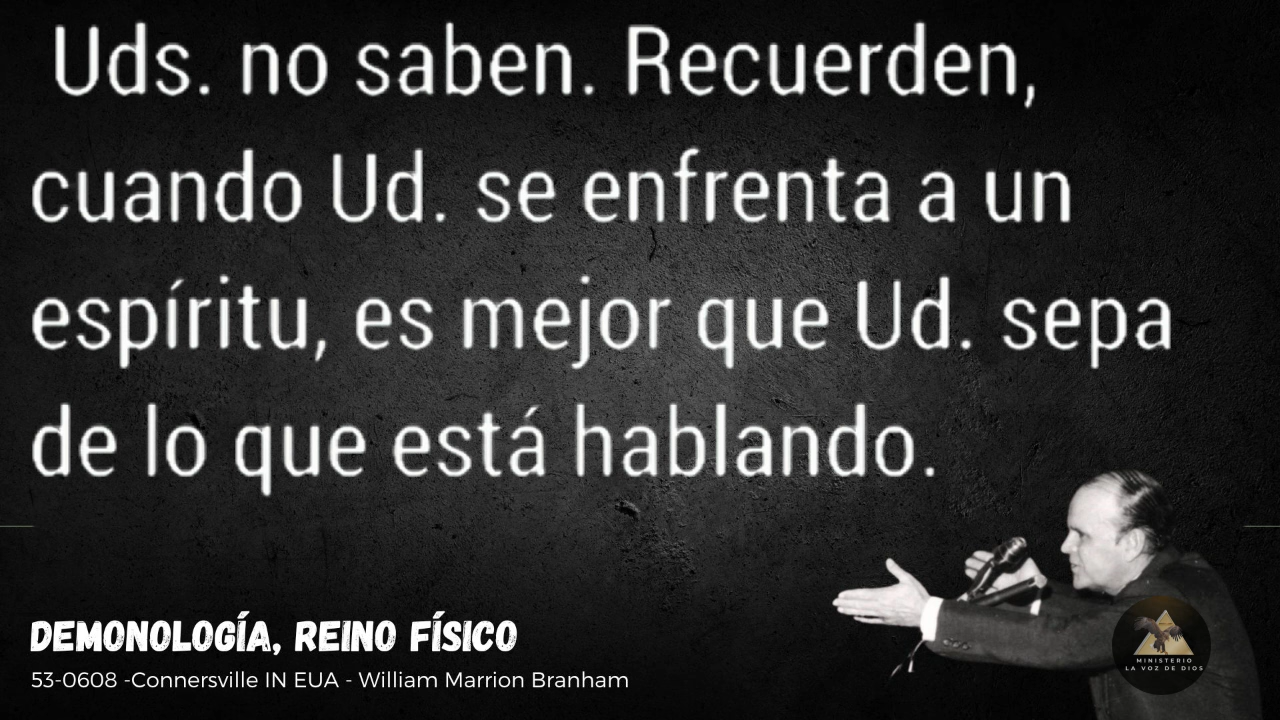 Uds. no saben. Recuerden,
cuando Ud. se enfrenta a un
espíritu, es mejor que Ud. sepa
de lo que está hablando.
DEMONOLOGÍA, REINO FÍSICO
53-0608 -Connersville IN EUA - William Marrion Branham
MINISTERIO
LA VOZ DE DIOS